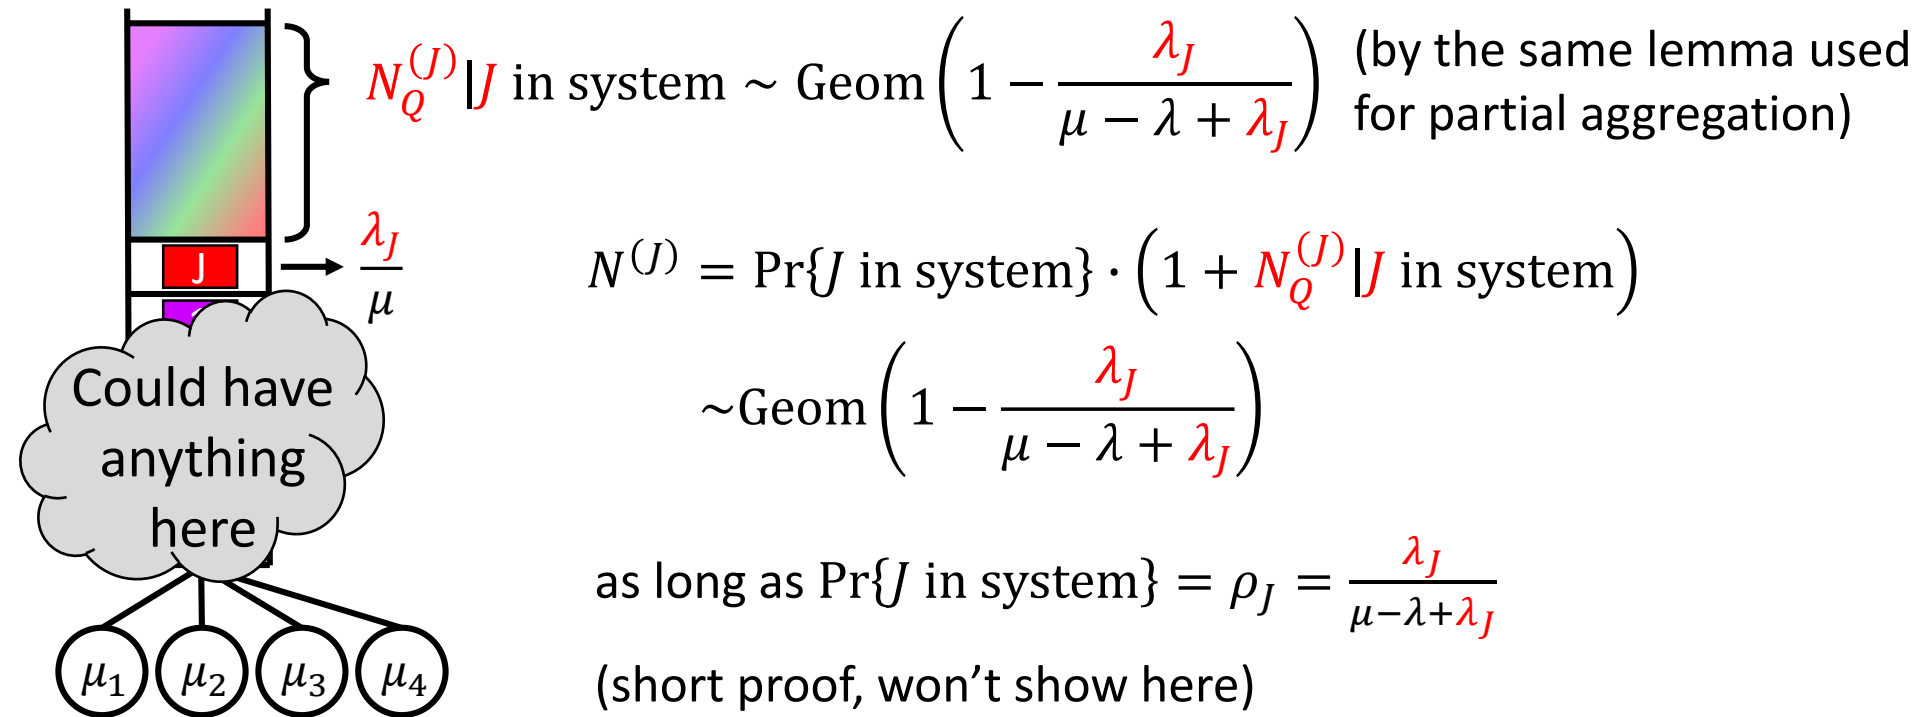 N_Q^{(J)}|J in system ~ Geom(1 − λ_J / (μ − λ + λ_J))
(by the same lemma used
for partial aggregation)
J
λ_J / μ
N^{(J)} = Pr{J in system} · (1 + N_Q^{(J)}|J in system)
~Geom(1 − λ_J / (μ − λ + λ_J))
Could have
anything
here
as long as Pr{J in system} = ρ_J = λ_J / (μ−λ+λ_J)
(short proof, won’t show here)
μ_1 μ_2 μ_3 μ_4